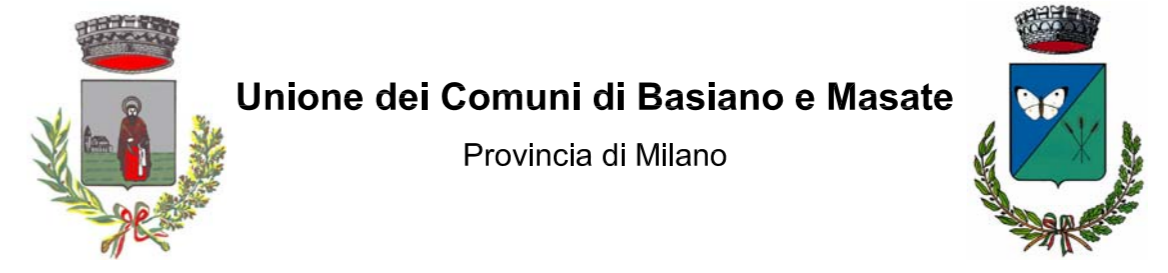 Unione dei Comuni di Basiano e Masate
Provincia di Milano